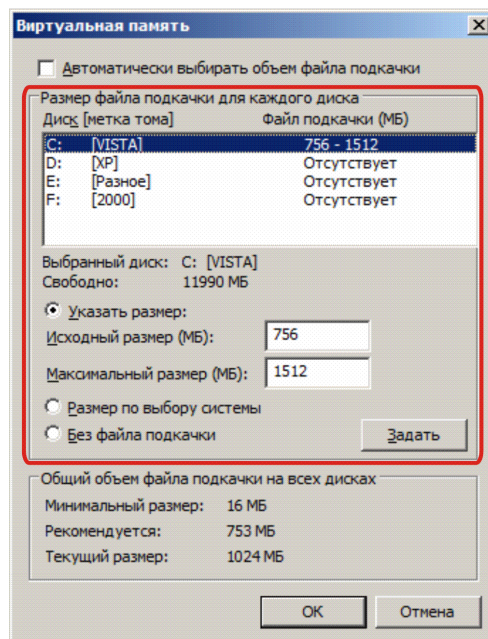 Виртуальная память
Автоматически выбирать объем файла подкачки
Размер файла подкачки для каждого диска
Диск [метка тома] Файл подкачки (МБ)
C: [VISTA] 756 - 1512
D: [XP] Отсутствует
E: [Разное] Отсутствует
F: [2000] Отсутствует
Выбранный диск: C: [VISTA]
Свободно: 11990 МБ
Указать размер:
Исходный размер (МБ): 756
Максимальный размер (МБ): 1512
Размер по выбору системы
Без файла подкачки Задать
Общий объем файла подкачки на всех дисках
Минимальный размер: 16 МБ
Рекомендуется: 753 МБ
Текущий размер: 1024 МБ
ОК Отмена